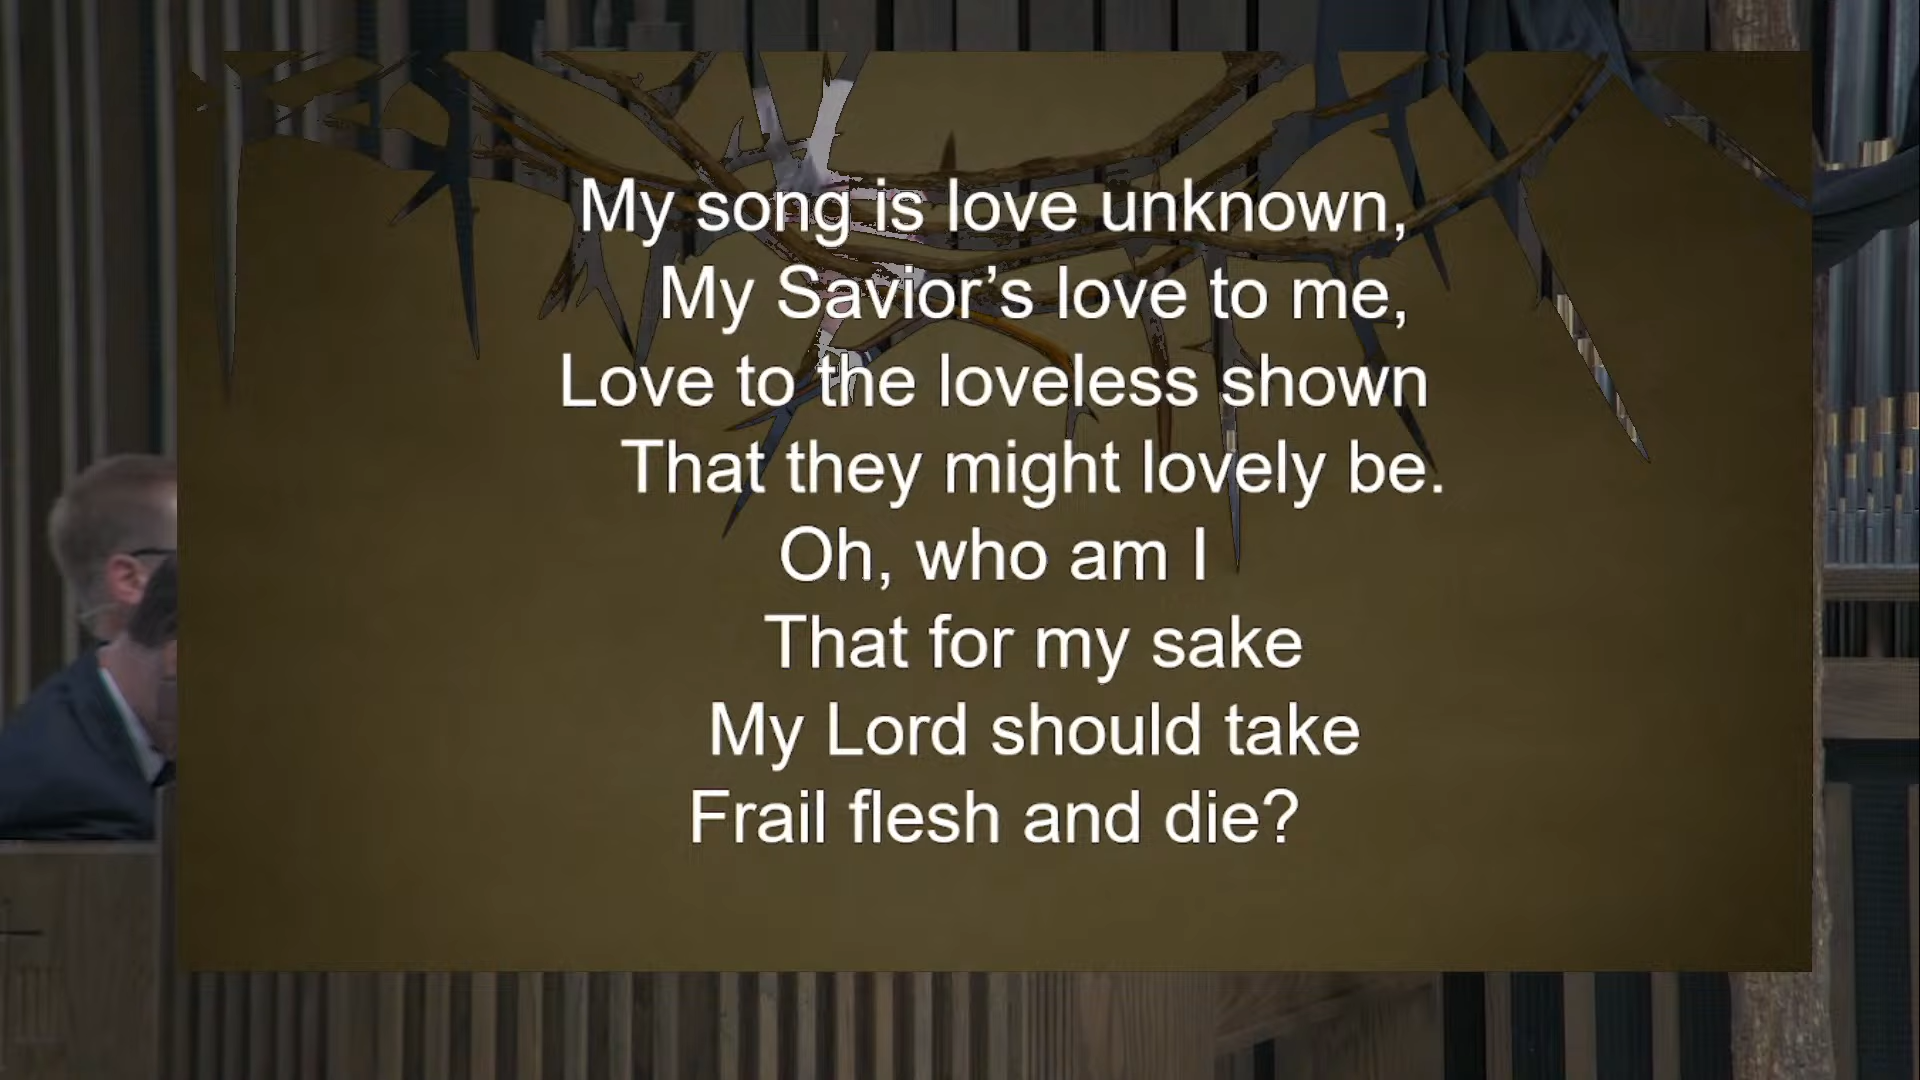 My song is love unknown,
My Savior’s love to me,
Love to the loveless shown
That they might lovely be.
Oh, who am I
That for my sake
My Lord should take
Frail flesh and die?